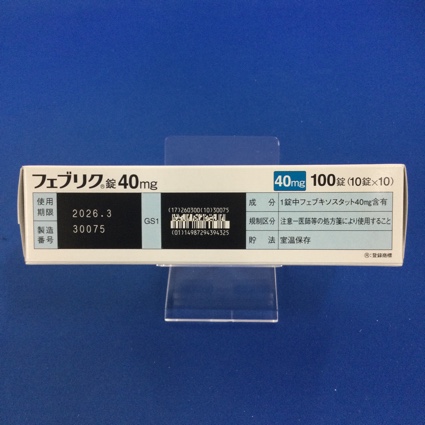 フェブリク®錠40mg
40mg 100錠(10錠×10)
使用期限 2026.3
製造番号 30075
GS1
(17)260300(10)30075
(01)14987294394325
成分 1錠中フェブキソスタット40mg含有
規制区分 注意-医師等の処方箋により使用すること
貯法 室温保存
®:登録商標